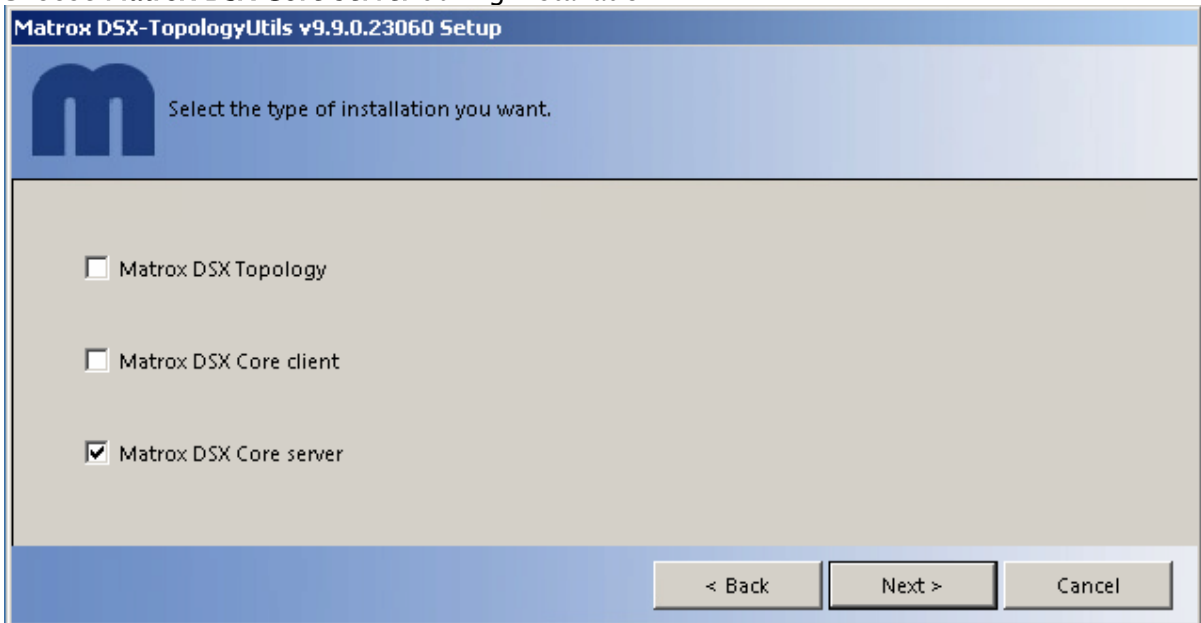 Matrox DSX-TopologyUtils v9.9.0.23060 Setup
Select the type of installation you want.
Matrox DSX Topology
Matrox DSX Core client
Matrox DSX Core server
< Back Next > Cancel